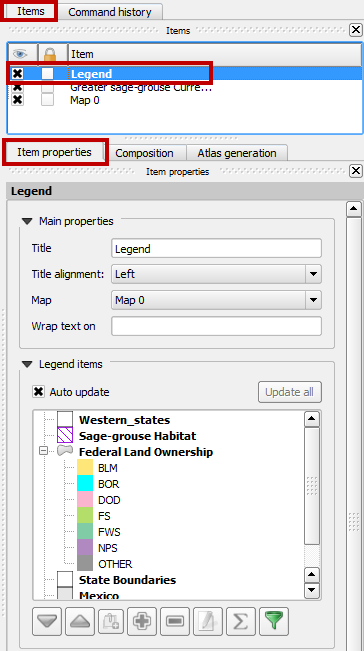 Items Command history
Items
Item
Legend
Greater sage-grouse Curre...
Map 0
Item properties Composition Atlas generation
Item properties
Legend
Main properties
Title Legend
Title alignment: Left
Map Map 0
Wrap text on
Legend items
Auto update Update all
Western_states
Sage-grouse Habitat
Federal Land Ownership
BLM
BOR
DOD
FS
FWS
NPS
OTHER
State Boundaries
Mexico